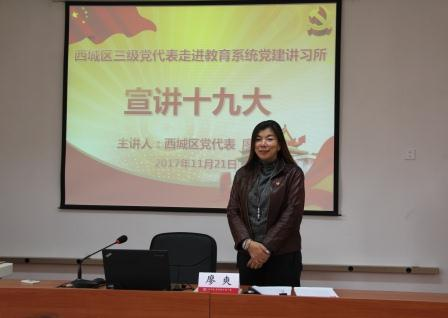 西城区三级党代表走进教育系统党建讲习所
宣讲十九大
主讲人：西城区党代表
2017年11月21日
廖 爽